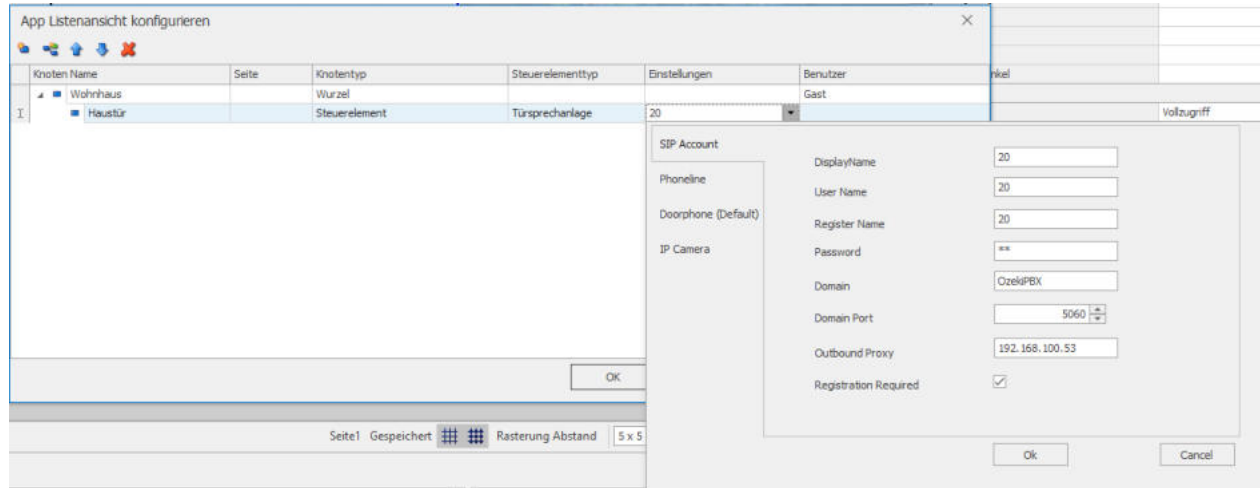 App Listenansicht konfigurieren
Knoten Name Seite Knotentyp Steuerelementtyp Einstellungen Benutzer
Wohnhaus Wurzel Gast
Haustür Steuerelement Türsprechanlage 20
nkel
Vollzugriff
SIP Account
Phoneline
Doorphone (Default)
IP Camera
DisplayName 20
User Name 20
Register Name 20
Password **
Domain OzekiPBX
Domain Port 5060
Outbound Proxy 192.168.100.53
Registration Required
Ok Cancel
OK
Seite1 Gespeichert Rasterung Abstand 5 x 5